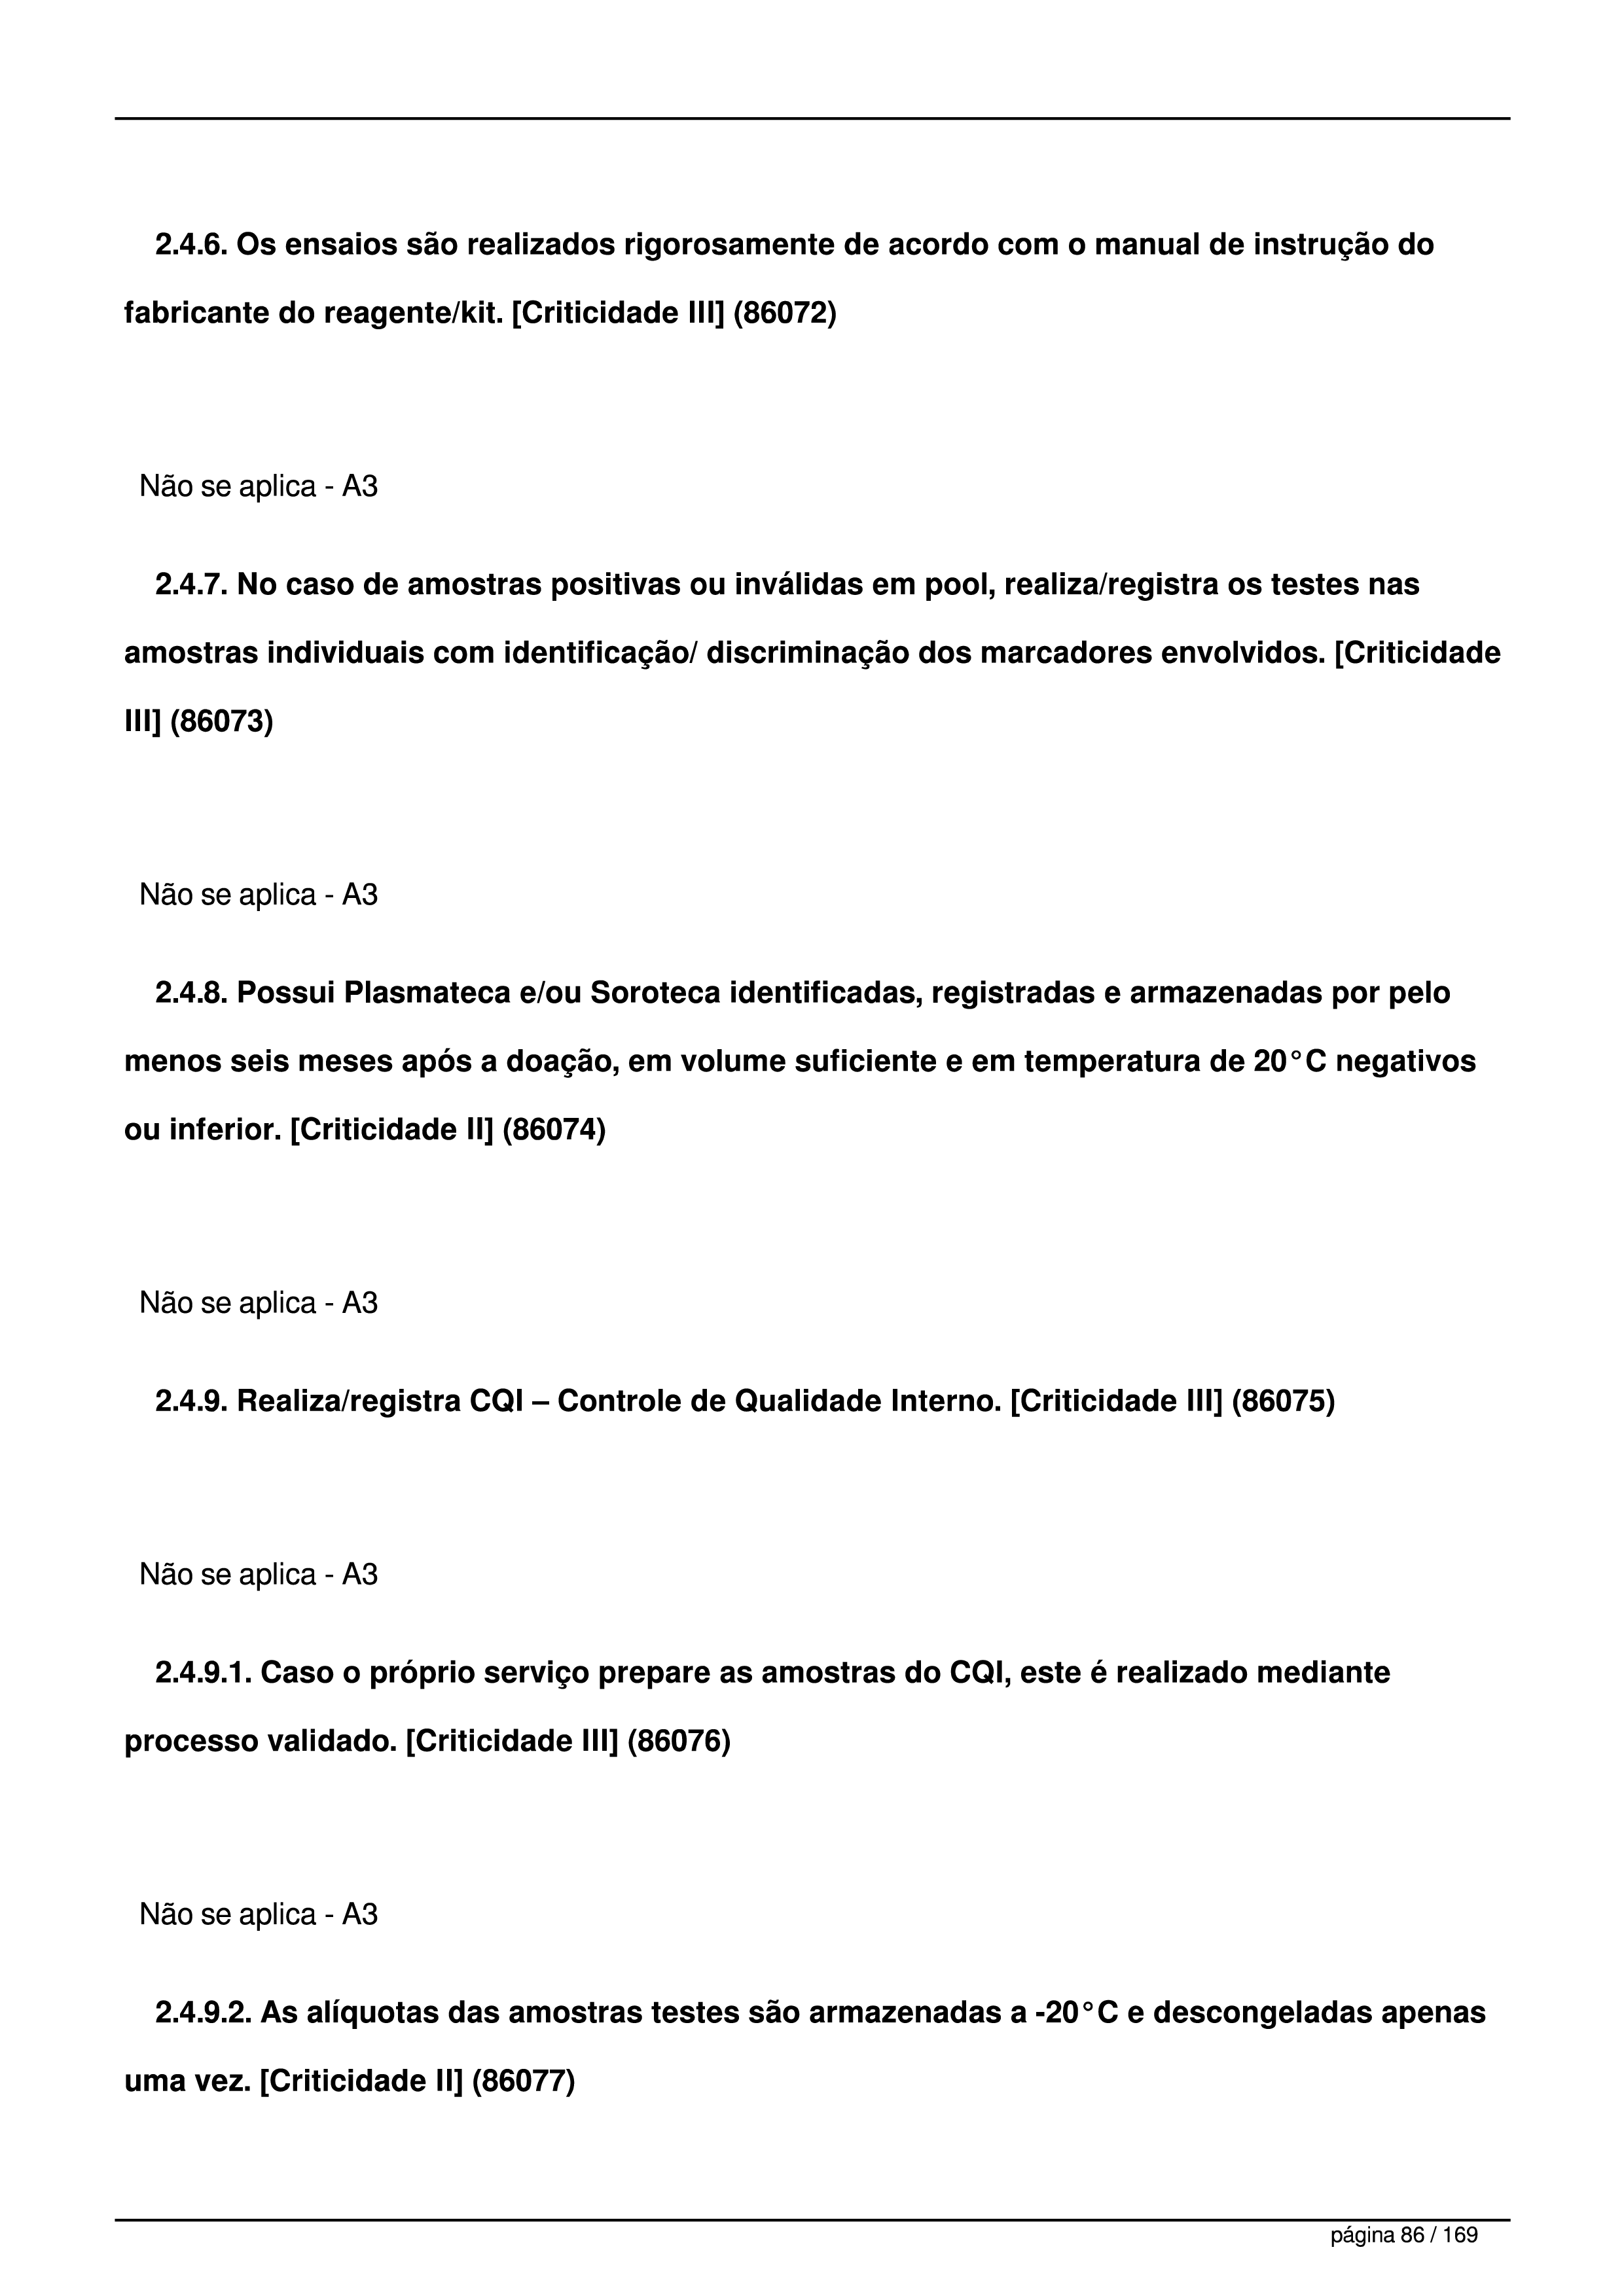 2.4.6. Os ensaios são realizados rigorosamente de acordo com o manual de instrução do
fabricante do reagente/kit. [Criticidade III] (86072)
Não se aplica - A3
2.4.7. No caso de amostras positivas ou inválidas em pool, realiza/registra os testes nas
amostras individuais com identificação/ discriminação dos marcadores envolvidos. [Criticidade
III] (86073)
Não se aplica - A3
2.4.8. Possui Plasmateca e/ou Soroteca identificadas, registradas e armazenadas por pelo
menos seis meses após a doação, em volume suficiente e em temperatura de 20°C negativos
ou inferior. [Criticidade II] (86074)
Não se aplica - A3
2.4.9. Realiza/registra CQI – Controle de Qualidade Interno. [Criticidade III] (86075)
Não se aplica - A3
2.4.9.1. Caso o próprio serviço prepare as amostras do CQI, este é realizado mediante
processo validado. [Criticidade III] (86076)
Não se aplica - A3
2.4.9.2. As alíquotas das amostras testes são armazenadas a -20°C e descongeladas apenas
uma vez. [Criticidade II] (86077)
página 86 / 169